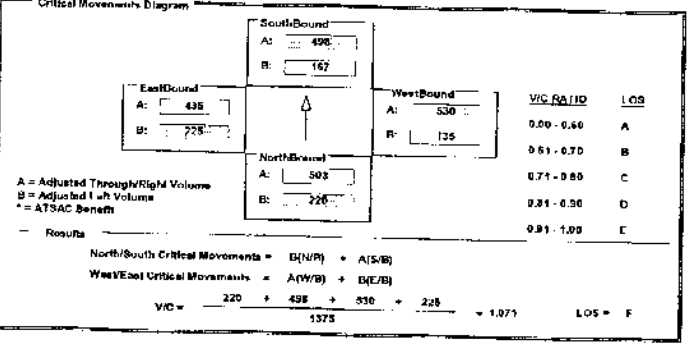 Critical Movements Diagram
SouthBound
A: 498
B: 167
EastBound
A:
B: 225
WestBound
A: 530
B: 135
NorthBound
A: 503
B: 220
V/C RATIO LOS
0.00 - 0.60 A
0.61 - 0.70 B
0.71 - 0.80 C
0.81 - 0.90 D
0.91 - 1.00 E
A = Adjusted Through/Right Volume
B = Adjusted Left Volume
* = ATSAC Benefit
Results
North/South Critical Movements = B(N/B) + A(S/B)
West/East Critical Movements = A(W/B) + B(E/B)
V/C = 220 + 498 + 530 + 225 = 1.071 LOS = F
1375